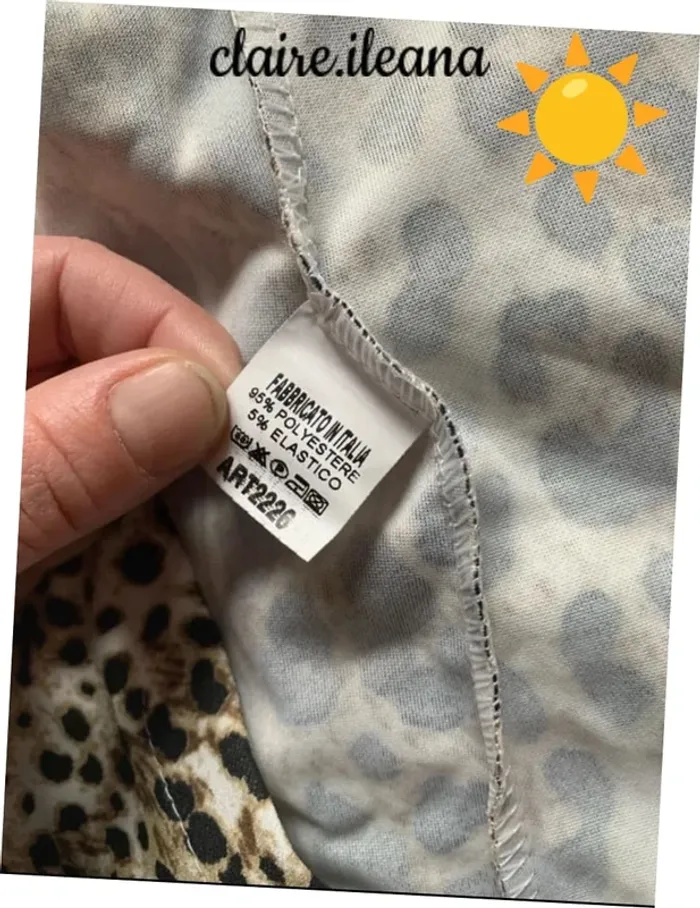 claire.ileana
FABBRICATO IN ITALIA
95% POLYESTERE
5% ELASTICO
ART2226